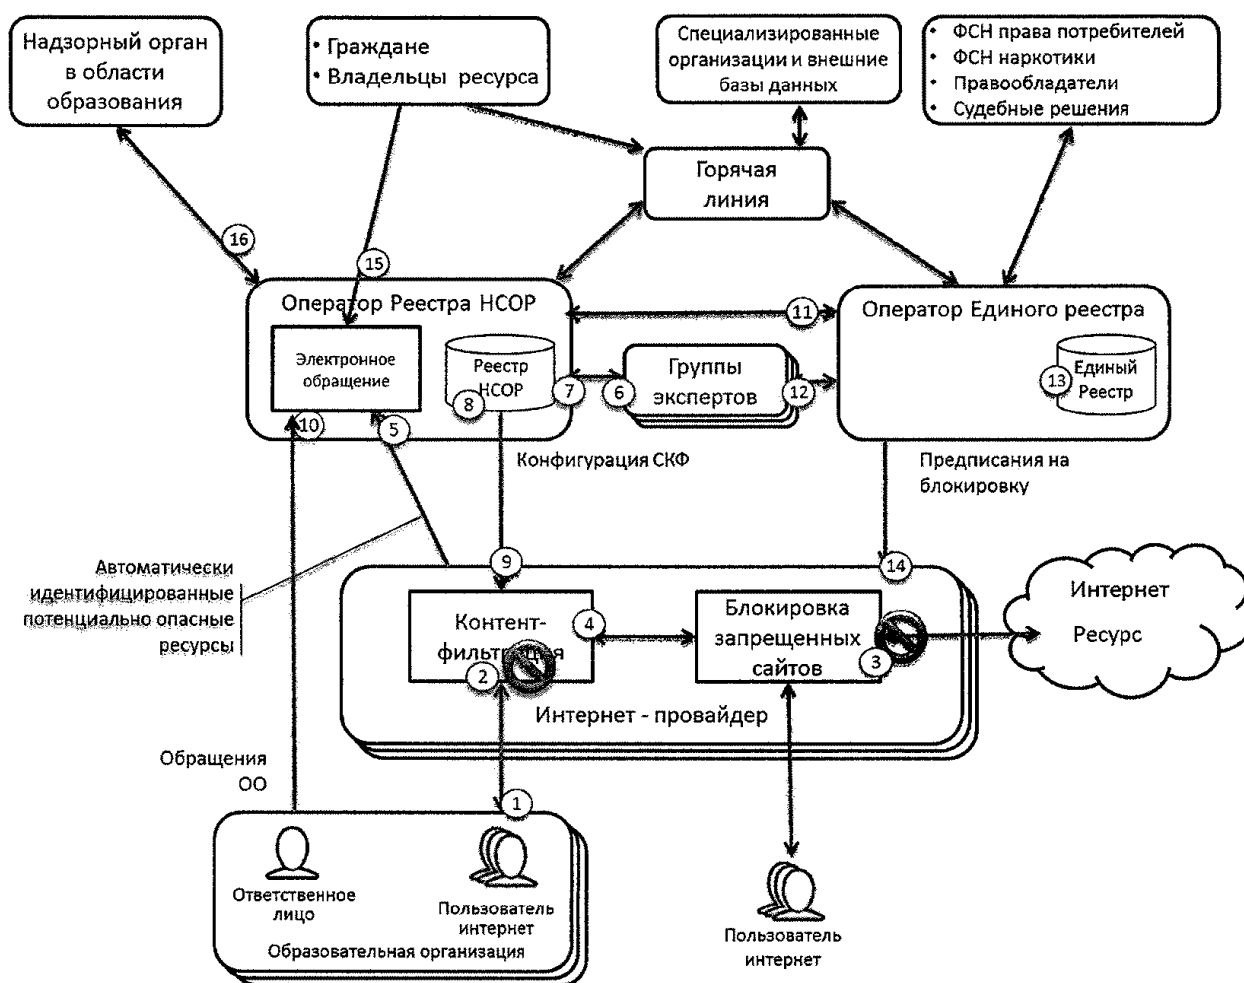 Надзорный орган
в области
образования
• Граждане
• Владельцы ресурса
Специализированные
организации и внешние
базы данных
• ФСН права потребителей
• ФСН наркотики
• Правообладатели
• Судебные решения
Горячая
линия
16
15
Оператор Реестра НСОР
11
Оператор Единого реестра
Электронное
обращение
Реестр
НСОР
8
7
6
Группы
экспертов
12
13
Единый
Реестр
10
5
Конфигурация СКФ
Предписания на
блокировку
Автоматически
идентифицированные
потенциально опасные
ресурсы
9
14
Контент-
фильтрация
4
2
Блокировка
запрещенных
сайтов
3
Интернет
Ресурс
Интернет - провайдер
Обращения
ОО
1
Ответственное
лицо
Пользователь
интернет
Образовательная организация
Пользователь
интернет